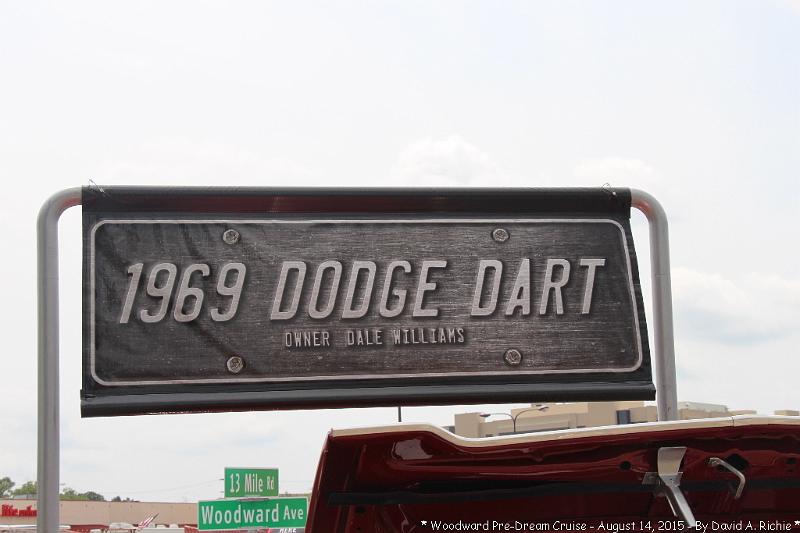 1969 DODGE DART
OWNER DALE WILLIAMS
13 Mile Rd
Woodward Ave
* Woodward Pre-Dream Cruise - August 14, 2015 - By David A. Richie *